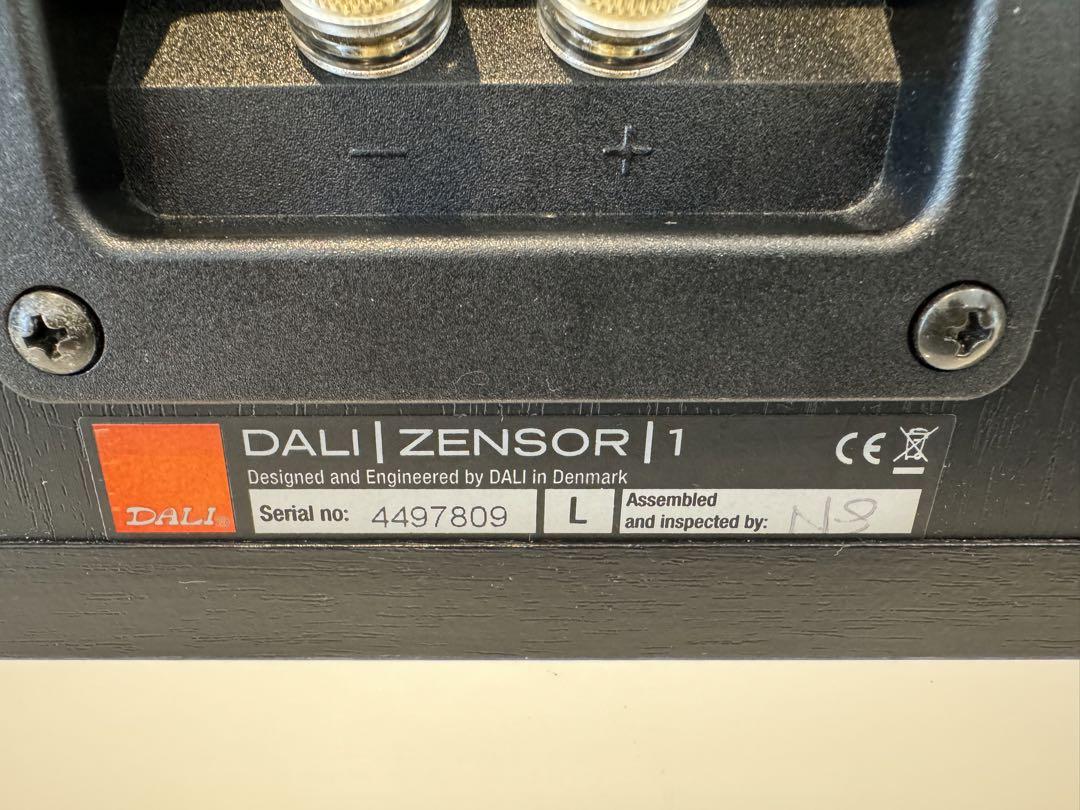 − +
DALI | ZENSOR | 1 CE
Designed and Engineered by DALI in Denmark
DALI®
Serial no: 4497809 L Assembled and inspected by: NS